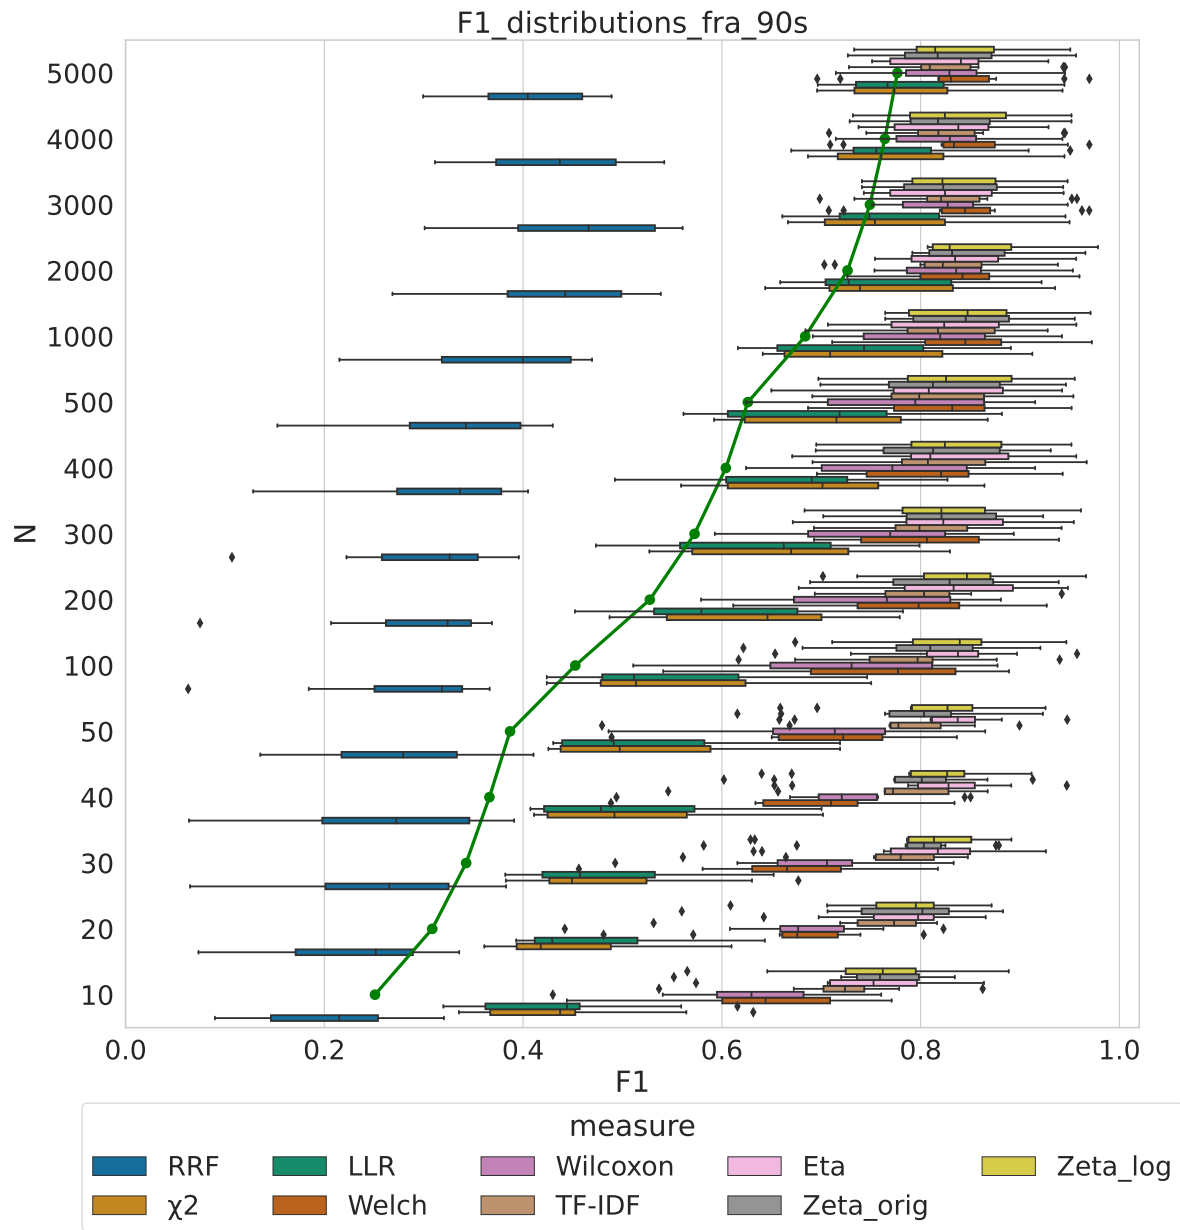 F1_distributions_fra_90s
5000
4000
3000
2000
1000
500
400
300
200
100
50
40
30
20
10
N
0.0 0.2 0.4 0.6 0.8 1.0
F1
measure
RRF LLR Wilcoxon Eta Zeta_log
χ2 Welch TF-IDF Zeta_orig